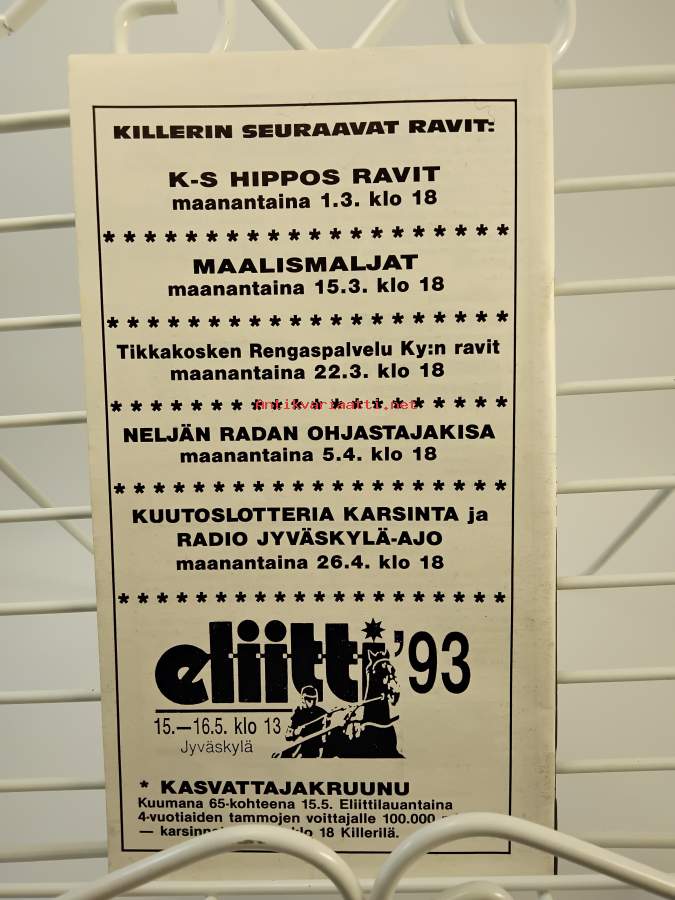 KILLERIN SEURAAVAT RAVIT:
K-S HIPPOS RAVIT
maanantaina 1.3. klo 18
* * * * * * * * * * * * * * * * * * * * *
MAALISMALJAT
maanantaina 15.3. klo 18
* * * * * * * * * * * * * * * * * * * * *
Tikkakosken Rengaspalvelu Ky:n ravit
maanantaina 22.3. klo 18
* * * * * * * * * * * * * * * * * * * * *
Antikvariaatti.net
NELJÄN RADAN OHJASTAJAKISA
maanantaina 5.4. klo 18
* * * * * * * * * * * * * * * * * * * *
KUUTOSLOTTERIA KARSINTA ja
RADIO JYVÄSKYLÄ-AJO
maanantaina 26.4. klo 18
* * * * * * * * * * * * * * * * * * * *
eliitti '93
15.—16.5. klo 13
Jyväskylä
* KASVATTAJAKRUUNU
Kuumana 65-kohteena 15.5. Eliittilauantaina
4-vuotiaiden tammojen voittajalle 100.000
— klo 18 Killerilä.